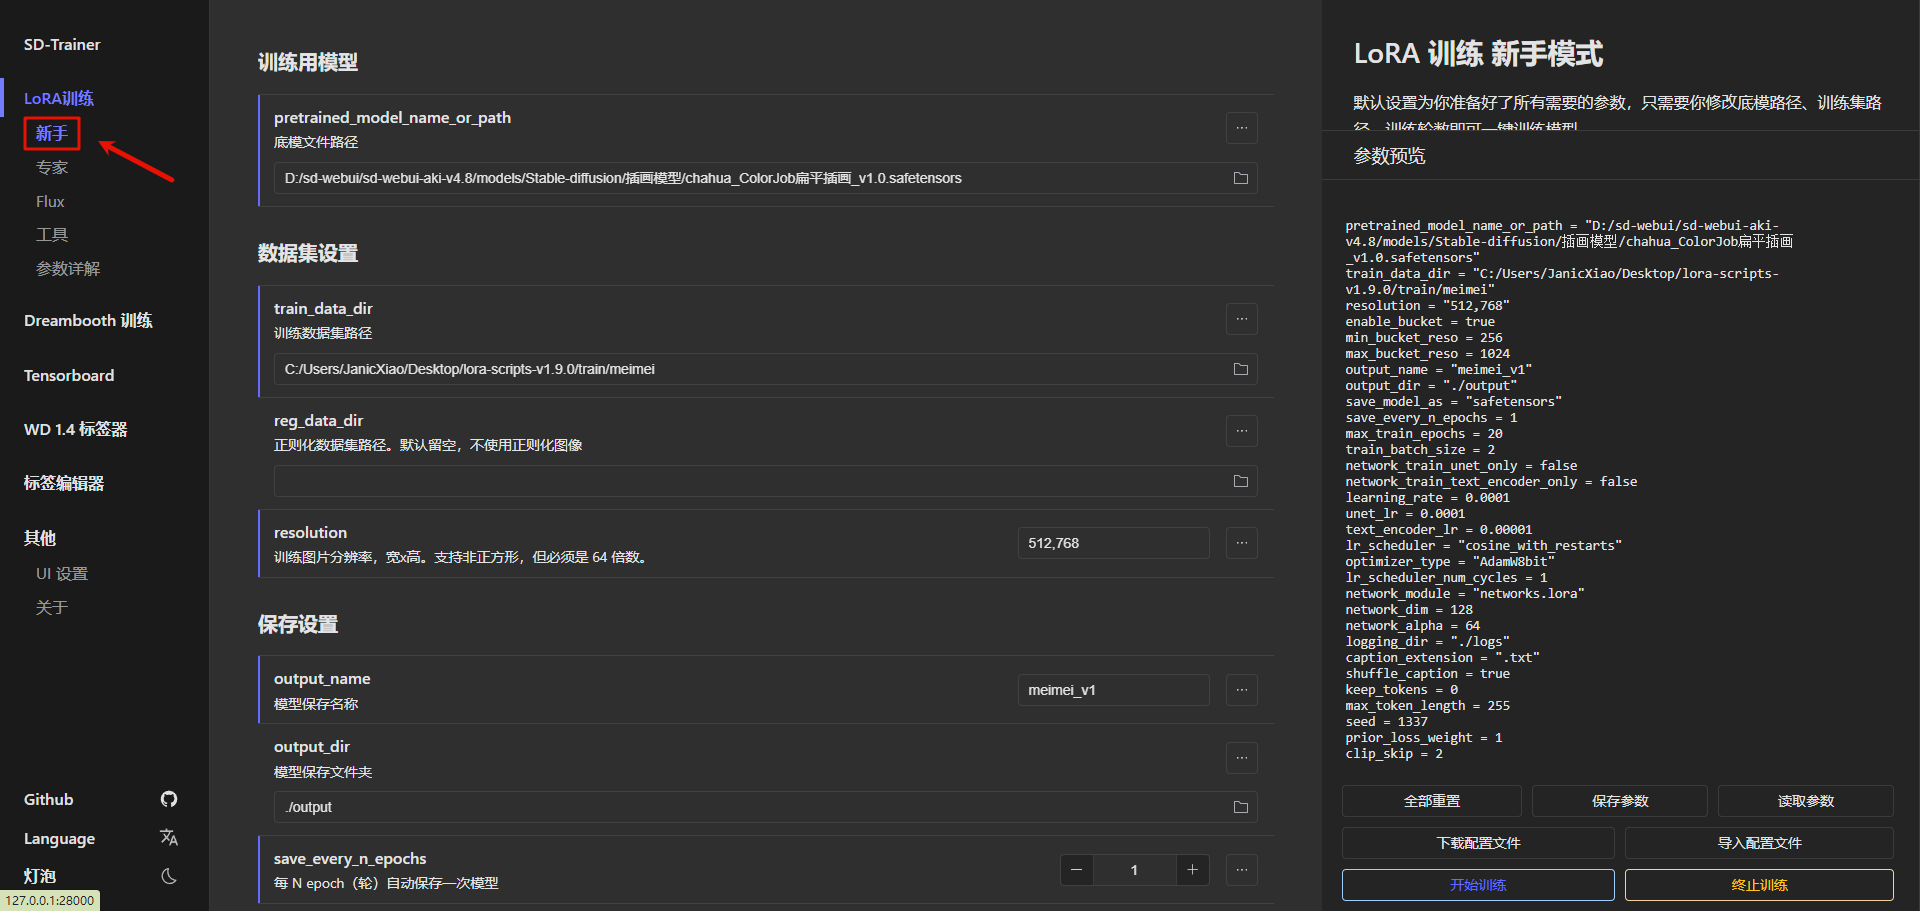 SD-Trainer
LoRA训练
新手
专家
Flux
工具
参数详解
Dreambooth 训练
Tensorboard
WD 1.4 标签器
标签编辑器
其他
UI 设置
关于
Github
Language
灯泡
127.0.0.1:28000
训练用模型
pretrained_model_name_or_path
底模文件路径
D:/sd-webui/sd-webui-aki-v4.8/models/Stable-diffusion/插画模型/chahua_ColorJob扁平插画_v1.0.safetensors
数据集设置
train_data_dir
训练数据集路径
C:/Users/JanicXiao/Desktop/lora-scripts-v1.9.0/train/meimei
reg_data_dir
正则化数据集路径。默认留空，不使用正则化图像
resolution
训练图片分辨率，宽x高。支持非正方形，但必须是 64 倍数。
512,768
保存设置
output_name
模型保存名称
meimei_v1
output_dir
模型保存文件夹
./output
save_every_n_epochs
每 N epoch（轮）自动保存一次模型
1
LoRA 训练 新手模式
默认设置为你准备好了所有需要的参数，只需要你修改底模路径、训练集路
径、训练轮数即可一键训练模型
参数预览
pretrained_model_name_or_path = "D:/sd-webui/sd-webui-aki-
v4.8/models/Stable-diffusion/插画模型/chahua_ColorJob扁平插画
_v1.0.safetensors"
train_data_dir = "C:/Users/JanicXiao/Desktop/lora-scripts-
v1.9.0/train/meimei"
resolution = "512,768"
enable_bucket = true
min_bucket_reso = 256
max_bucket_reso = 1024
output_name = "meimei_v1"
output_dir = "./output"
save_model_as = "safetensors"
save_every_n_epochs = 1
max_train_epochs = 20
train_batch_size = 2
network_train_unet_only = false
network_train_text_encoder_only = false
learning_rate = 0.0001
unet_lr = 0.0001
text_encoder_lr = 0.00001
lr_scheduler = "cosine_with_restarts"
optimizer_type = "AdamW8bit"
lr_scheduler_num_cycles = 1
network_module = "networks.lora"
network_dim = 128
network_alpha = 64
logging_dir = "./logs"
caption_extension = ".txt"
shuffle_caption = true
keep_tokens = 0
max_token_length = 255
seed = 1337
prior_loss_weight = 1
clip_skip = 2
全部重置
保存参数
读取参数
下载配置文件
导入配置文件
开始训练
终止训练